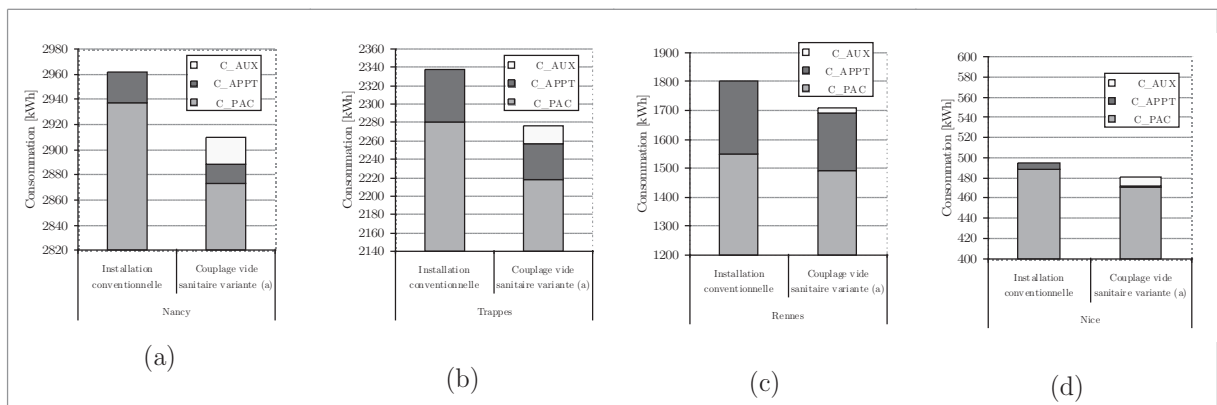 2980
2960
2940
2920
2900
2880
2860
2840
2820
Consommation [kWh]
C_AUX
C_APPT
C_PAC
Installation
conventionnelle
Couplage vide
sanitaire variante (a)
Nancy
(a)
2360
2340
2320
2300
2280
2260
2240
2220
2200
2180
2160
2140
Consommation [kWh]
C_AUX
C_APPT
C_PAC
Installation
conventionnelle
Couplage vide
sanitaire variante (a)
Trappes
(b)
1900
1800
1700
1600
1500
1400
1300
1200
Consommation [kWh]
C_AUX
C_APPT
C_PAC
Installation
conventionnelle
Couplage vide
sanitaire variante (a)
Rennes
(c)
600
580
560
540
520
500
480
460
440
420
400
Consommation [kWh]
C_AUX
C_APPT
C_PAC
Installation
conventionnelle
Couplage vide
sanitaire variante (a)
Nice
(d)